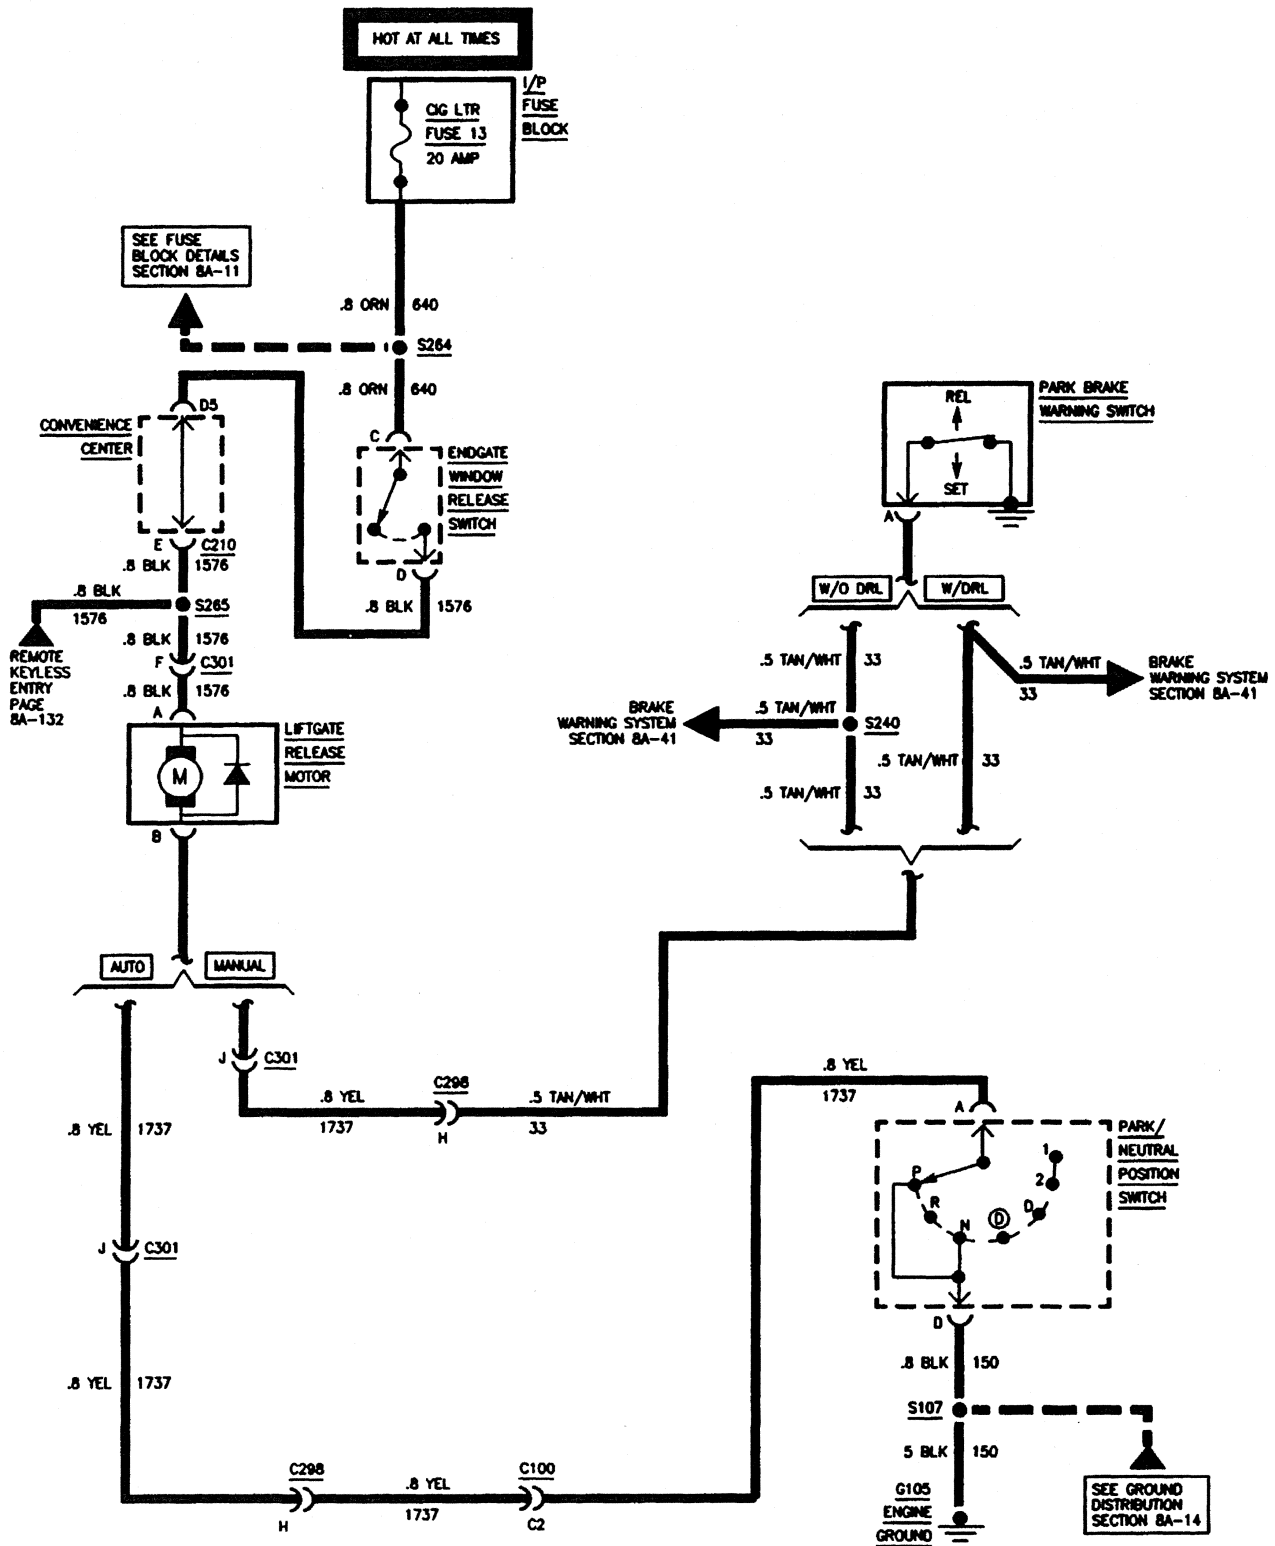 HOT AT ALL TIMES
I/P
FUSE
BLOCK
CIG LTR
FUSE 13
20 AMP
SEE FUSE
BLOCK DETAILS
SECTION 8A-11
.8 ORN 640
S264
.8 ORN 640
D5
CONVENIENCE
CENTER
C
ENDGATE
WINDOW
RELEASE
SWITCH
D
.8 BLK 1576
E C210
.8 BLK 1576
.8 BLK
1576
S265
REMOTE
KEYLESS
ENTRY
PAGE
8A-132
.8 BLK 1576
F C301
.8 BLK 1576
A
LIFTGATE
RELEASE
MOTOR
M
B
PARK BRAKE
WARNING SWITCH
REL
SET
A
W/O DRL
W/DRL
.5 TAN/WHT 33
.5 TAN/WHT
33
BRAKE
WARNING SYSTEM
SECTION 8A-41
BRAKE
WARNING SYSTEM
SECTION 8A-41
.5 TAN/WHT
33
S240
.5 TAN/WHT 33
.5 TAN/WHT 33
AUTO
MANUAL
J C301
.8 YEL
1737
C298
H
.5 TAN/WHT
33
.8 YEL
1737
A
PARK/
NEUTRAL
POSITION
SWITCH
P
R
N
D
D
2
1
D
.8 YEL 1737
J C301
.8 YEL 1737
C298
H
.8 YEL
1737
C100
C2
.8 BLK 150
S107
5 BLK 150
G105
ENGINE
GROUND
SEE GROUND
DISTRIBUTION
SECTION 8A-14